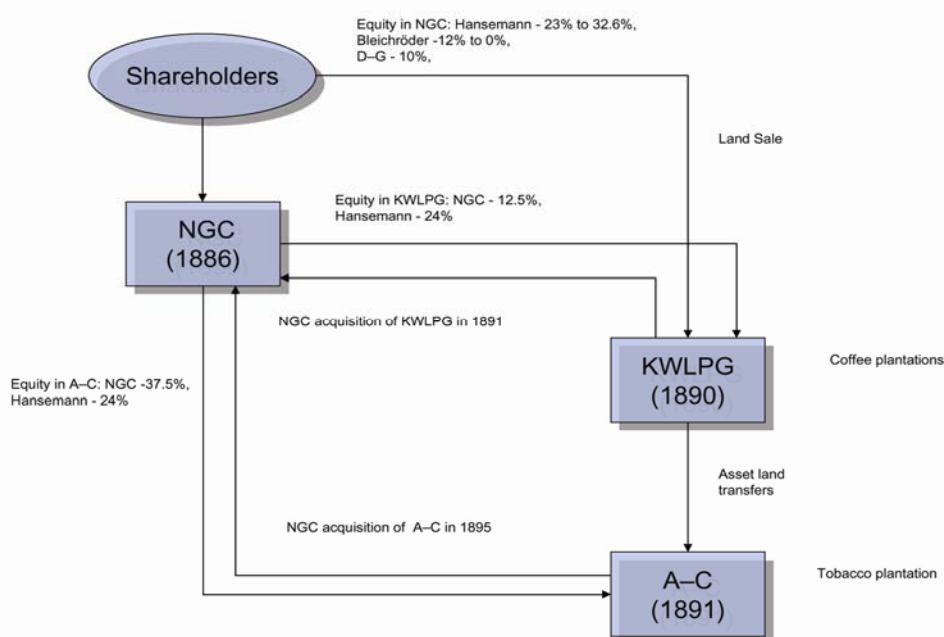 Equity in NGC: Hansemann - 23% to 32.6%,
Bleichröder -12% to 0%,
D–G - 10%,
Shareholders
Land Sale
Equity in KWLPG: NGC - 12.5%,
Hansemann - 24%
NGC
(1886)
NGC acquisition of KWLPG in 1891
KWLPG
(1890)
Coffee plantations
Equity in A–C: NGC -37.5%,
Hansemann - 24%
Asset land
transfers
NGC acquisition of A–C in 1895
A–C
(1891)
Tobacco plantation